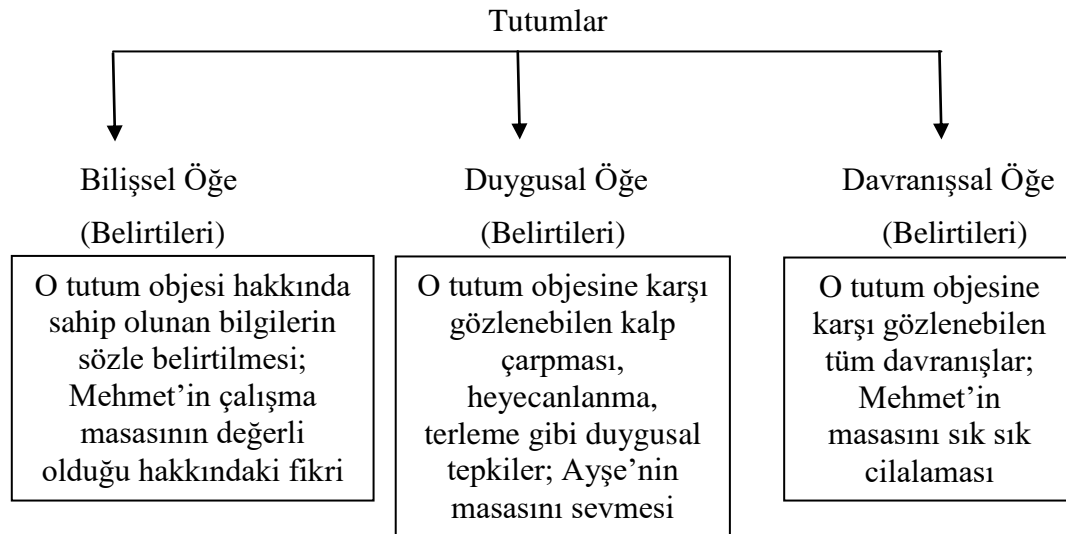 Tutumlar
Bilişsel Öğe
(Belirtileri)
O tutum objesi hakkında
sahip olunan bilgilerin
sözle belirtilmesi;
Mehmet’in çalışma
masasının değerli
olduğu hakkındaki fikri
Duygusal Öğe
(Belirtileri)
O tutum objesine karşı
gözlenebilen kalp
çarpması,
heyecanlanma,
terleme gibi duygusal
tepkiler; Ayşe’nin
masasını sevmesi
Davranışsal Öğe
(Belirtileri)
O tutum objesine
karşı gözlenebilen
tüm davranışlar;
Mehmet’in
masasını sık sık
cilalaması